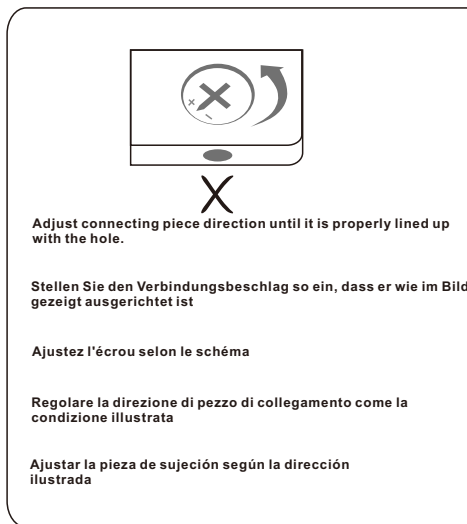 Adjust connecting piece direction until it is properly lined up
with the hole.
Stellen Sie den Verbindungsbeschlag so ein, dass er wie im Bild
gezeigt ausgerichtet ist
Ajustez l'écrou selon le schéma
Regolare la direzione di pezzo di collegamento come la
condizione illustrata
Ajustar la pieza de sujeción según la dirección
ilustrada